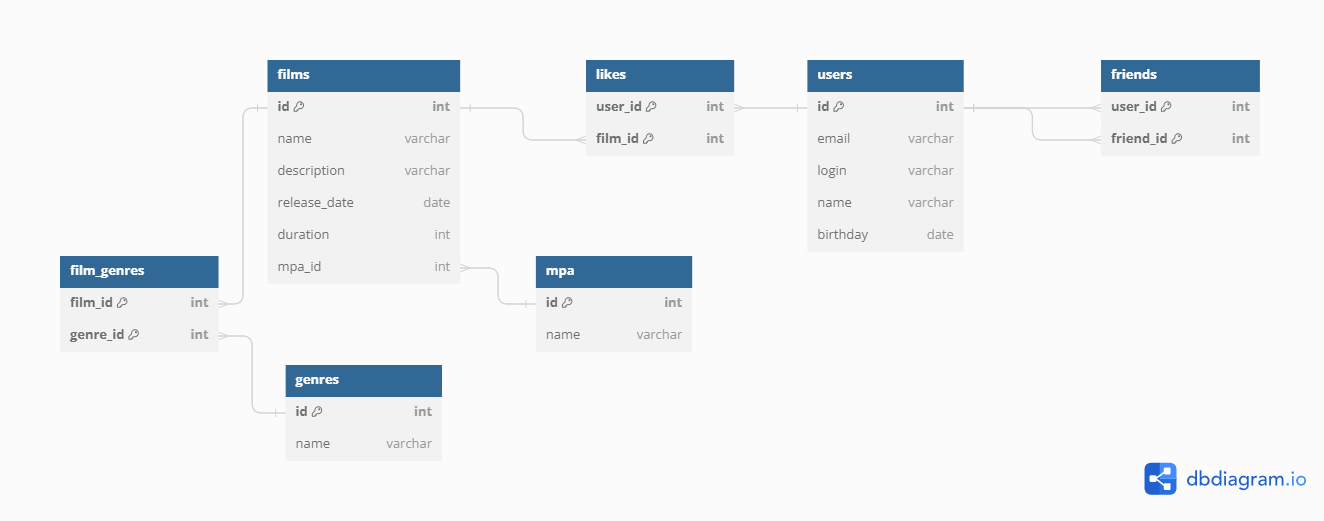 films
id int
name varchar
description varchar
release_date date
duration int
mpa_id int
likes
user_id int
film_id int
users
id int
email varchar
login varchar
name varchar
birthday date
friends
user_id int
friend_id int
film_genres
film_id int
genre_id int
mpa
id int
name varchar
genres
id int
name varchar
dbdiagram.io